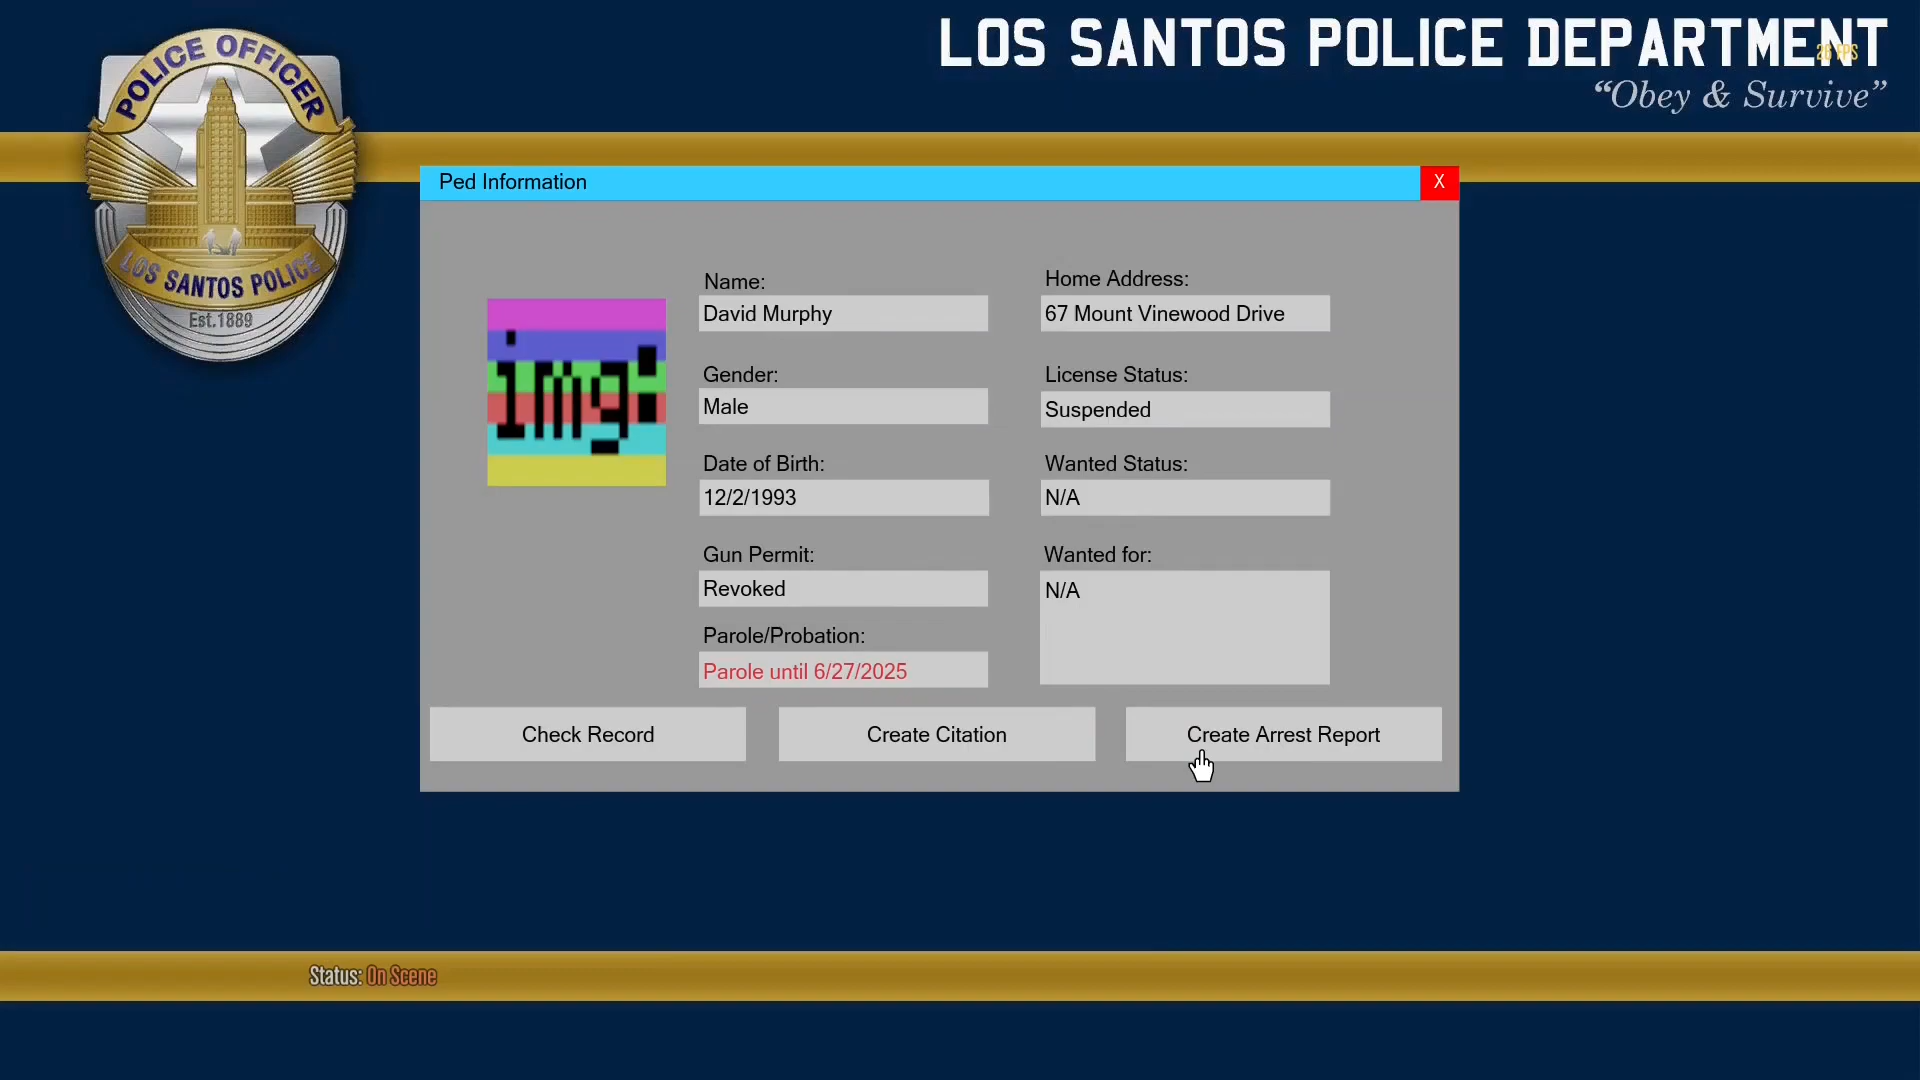 POLICE OFFICER
LOS SANTOS POLICE
Est.1889
LOS SANTOS POLICE DEPARTMENT
26 FPS
“Obey & Survive”
Ped Information
X
img:
Name:
David Murphy
Gender:
Male
Date of Birth:
12/2/1993
Gun Permit:
Revoked
Parole/Probation:
Parole until 6/27/2025
Home Address:
67 Mount Vinewood Drive
License Status:
Suspended
Wanted Status:
N/A
Wanted for:
N/A
Check Record
Create Citation
Create Arrest Report
Status: On Scene